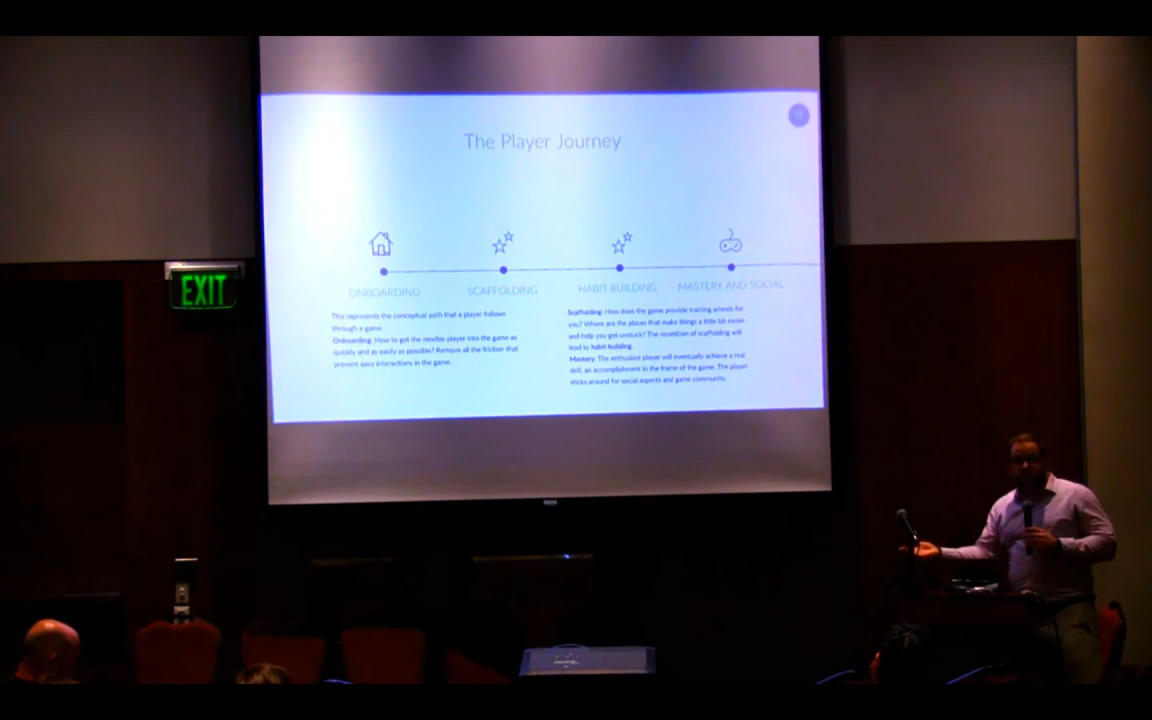 The Player Journey
ONBOARDING
SCAFFOLDING
HABIT BUILDING
MASTERY AND SOCIAL
This represents the conceptual path that a player follows
through a game.
Onboarding: How to get the newbie player into the game as
quickly and as easily as possible? Remove all the friction that
prevent easy interactions in the game.
Scaffolding: How does the game provide training wheels for
you? Where are the places that make things a little bit easier
and help you get unstuck? The repetition of scaffolding will
lead to habit building.
Mastery: The enthusiast player will eventually achieve a real
skill, an accomplishment in the frame of the game. The player
sticks around for social aspects and game community.
EXIT